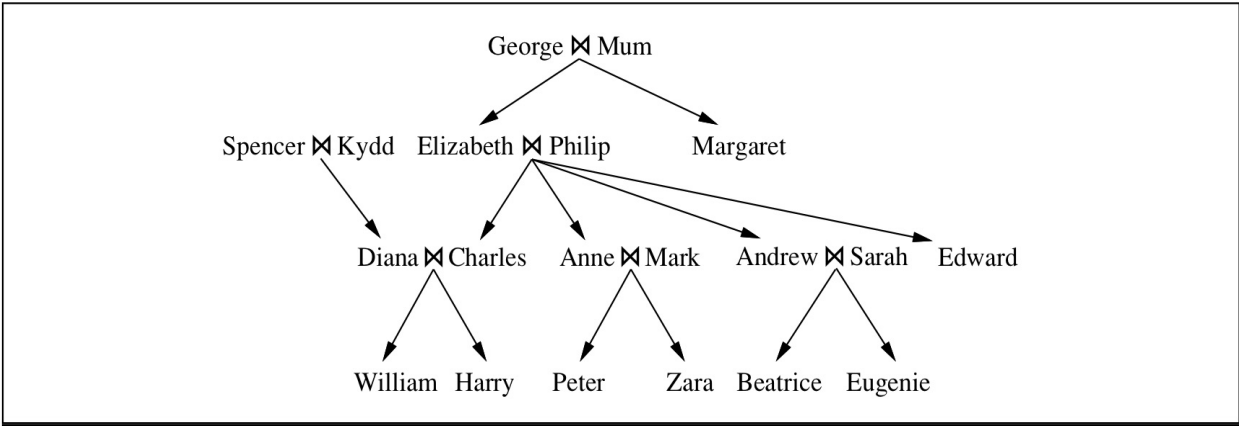 George ⋈ Mum
Spencer ⋈ Kydd Elizabeth ⋈ Philip Margaret
Diana ⋈ Charles Anne ⋈ Mark Andrew ⋈ Sarah Edward
William Harry Peter Zara Beatrice Eugenie